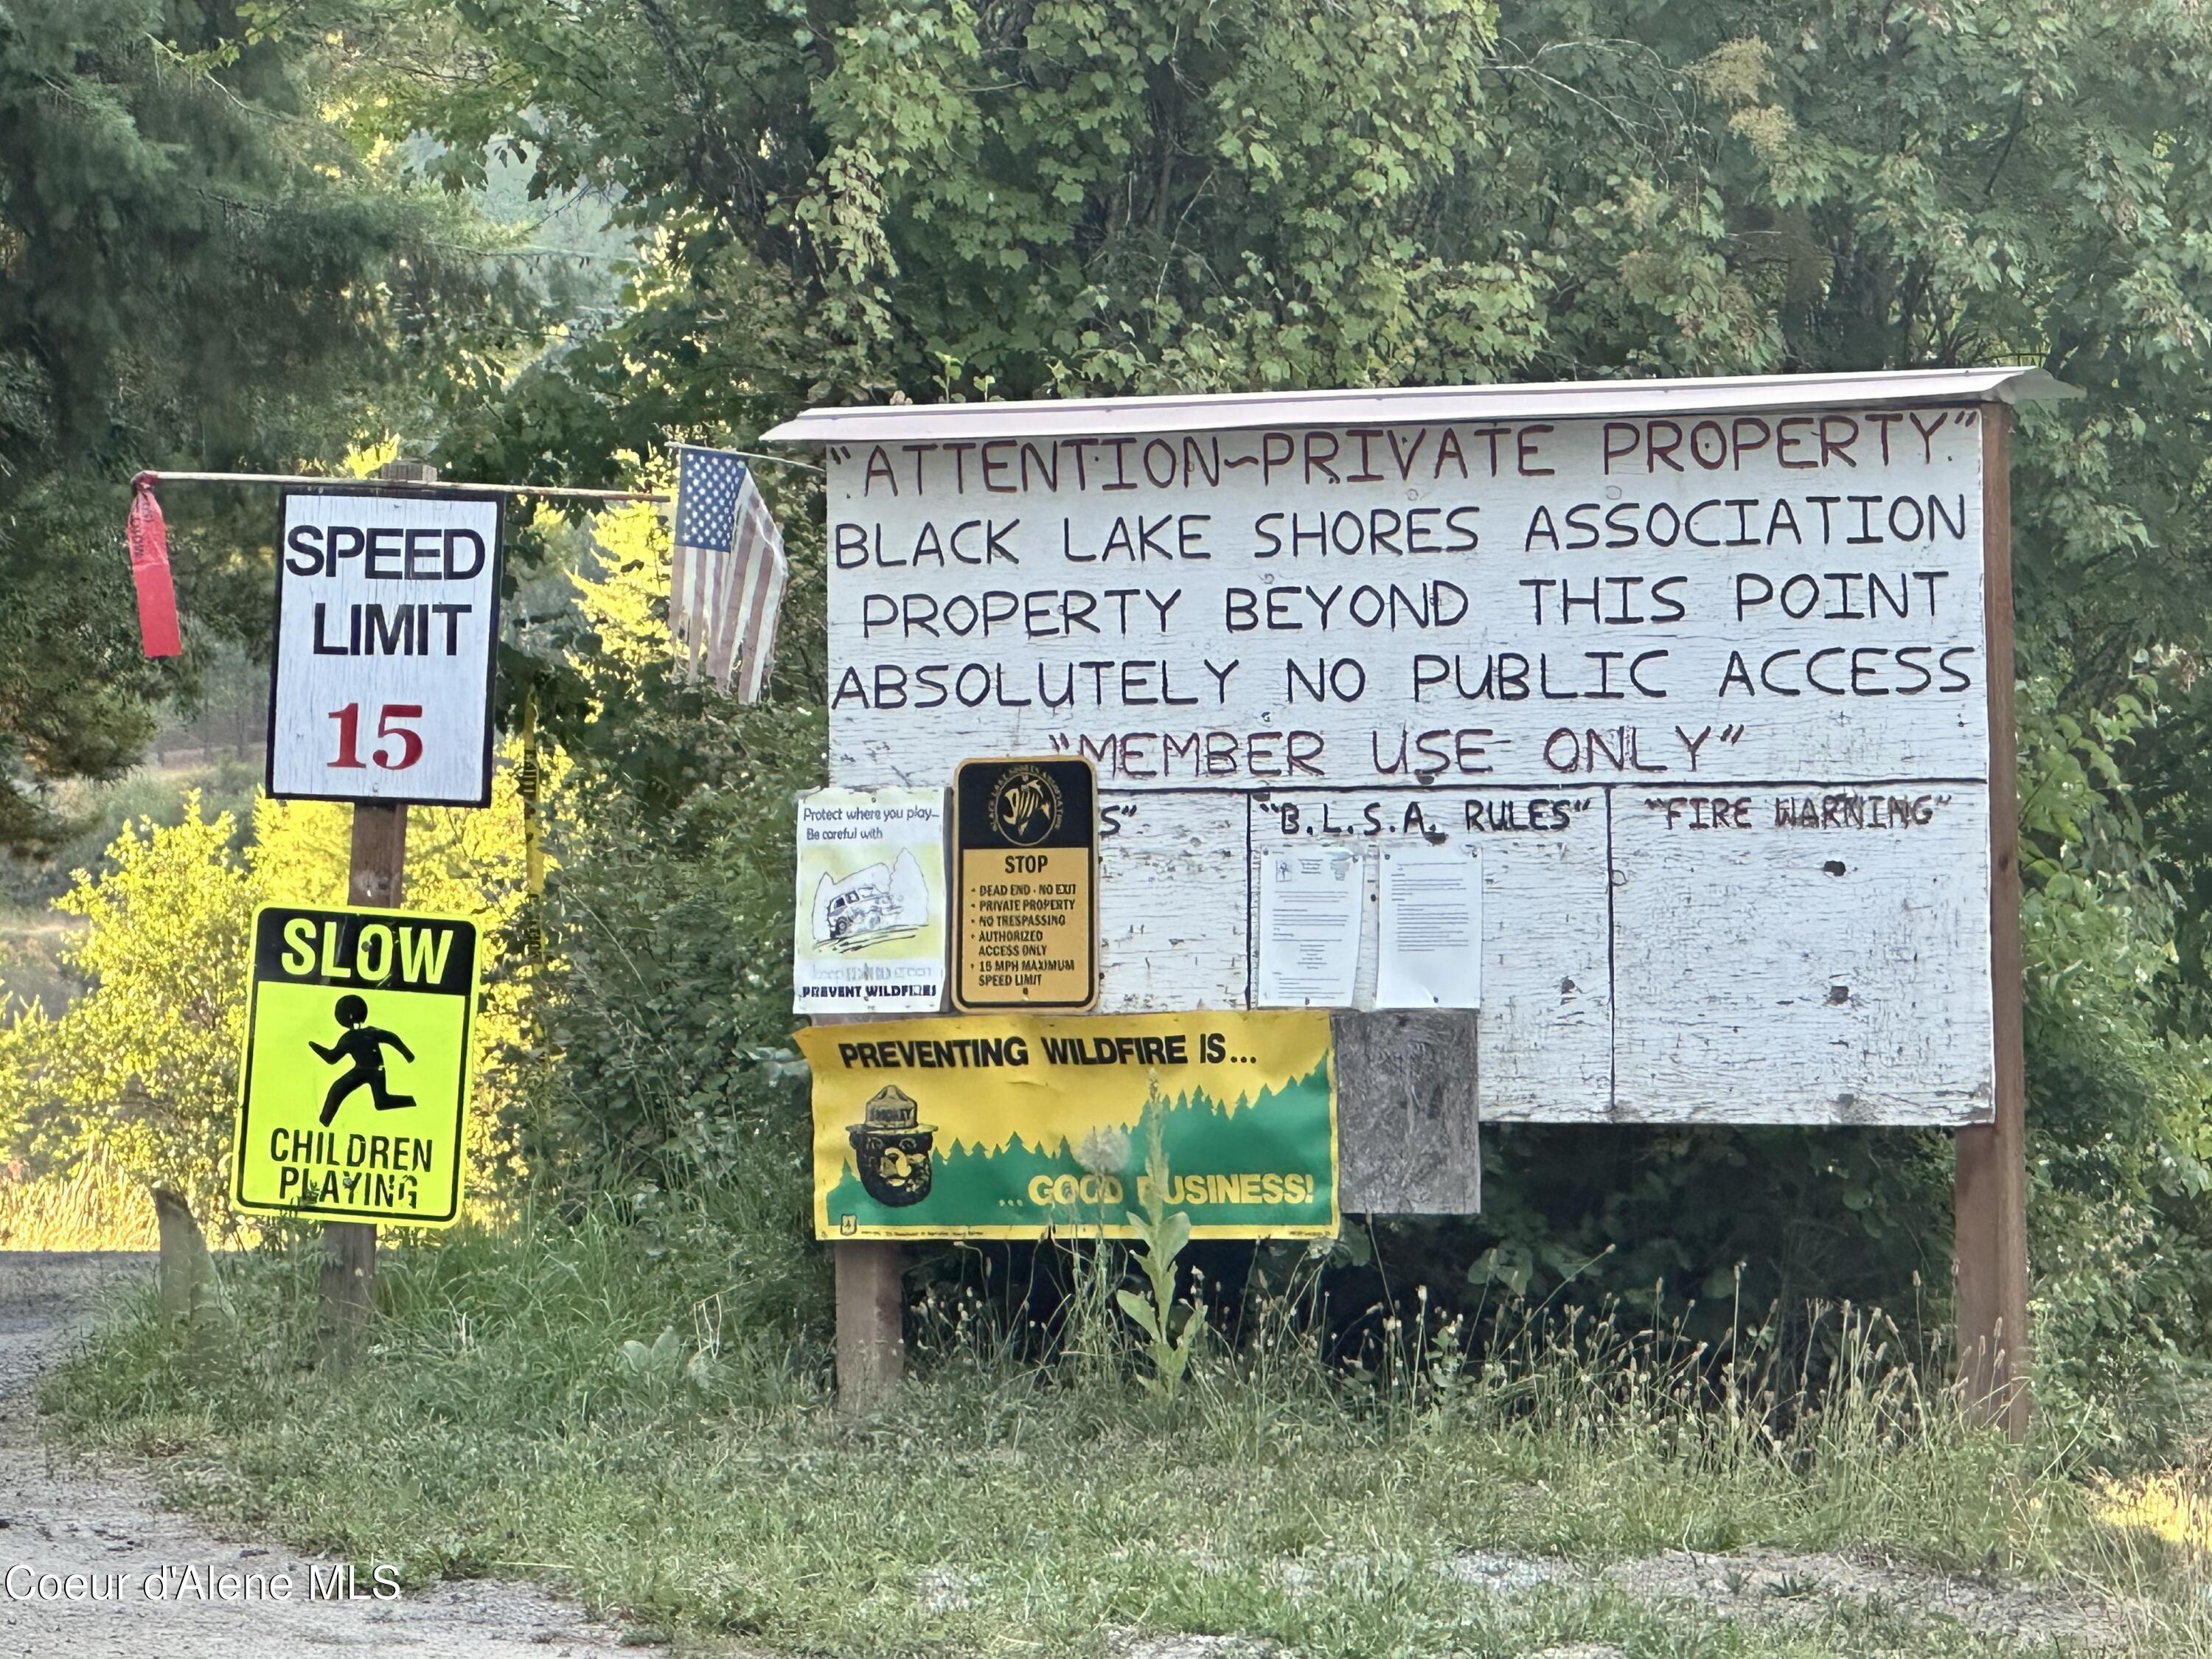 SPEED
LIMIT
15
SLOW
CHILDREN
PLAYING
"ATTENTION~PRIVATE PROPERTY"
BLACK LAKE SHORES ASSOCIATION
PROPERTY BEYOND THIS POINT
ABSOLUTELY NO PUBLIC ACCESS
"MEMBER USE ONLY"
Protect where you play...
Be careful with
PREVENT WILDFIRES
STOP
• DEAD END - NO EXIT
• PRIVATE PROPERTY
• NO TRESPASSING
• AUTHORIZED
ACCESS ONLY
• 15 MPH MAXIMUM
SPEED LIMIT
S"
"B.L.S.A. RULES"
"FIRE WARNING"
PREVENTING WILDFIRE IS...
SMOKEY
...GOOD BUSINESS!
Coeur d'Alene MLS